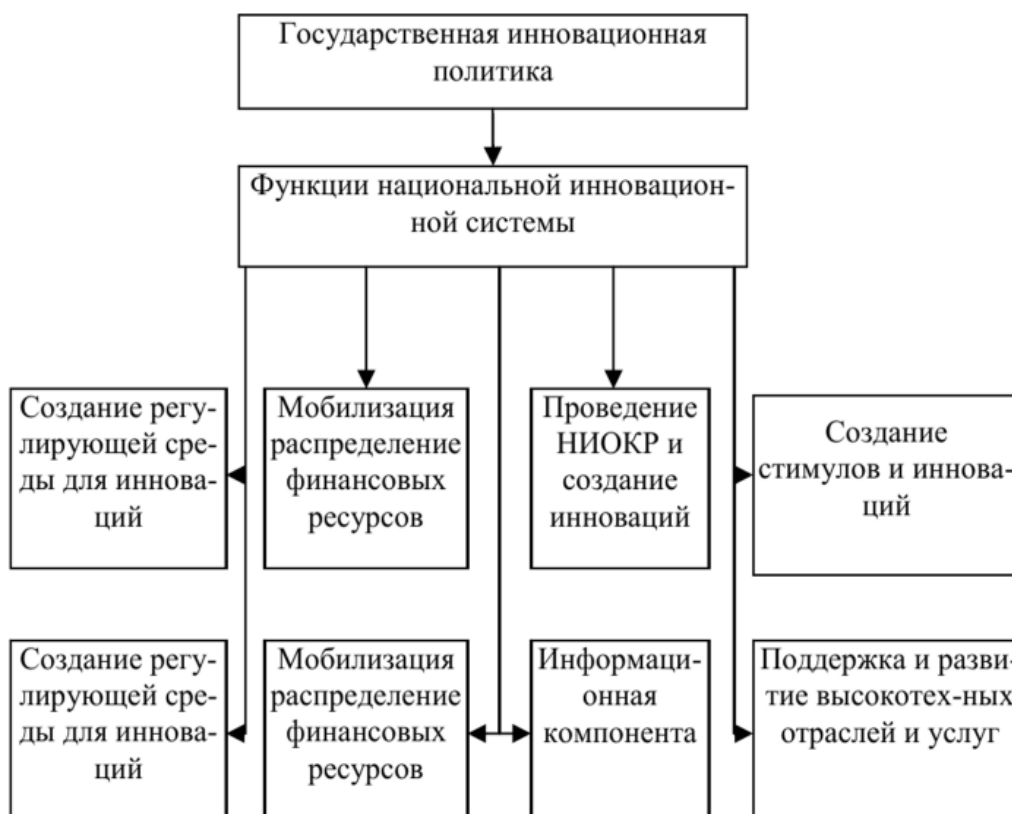 Государственная инновационная
политика
Функции национальной инновацион-
ной системы
Создание регу-
лирующей сре-
ды для иннова-
ций
Мобилизация
распределение
финансовых
ресурсов
Проведение
НИОКР и
создание
инноваций
Создание
стимулов и иннова-
ций
Создание регу-
лирующей сре-
ды для иннова-
ций
Мобилизация
распределение
финансовых
ресурсов
Информаци-
онная
компонента
Поддержка и разви-
тие высокотех-ных
отраслей и услуг